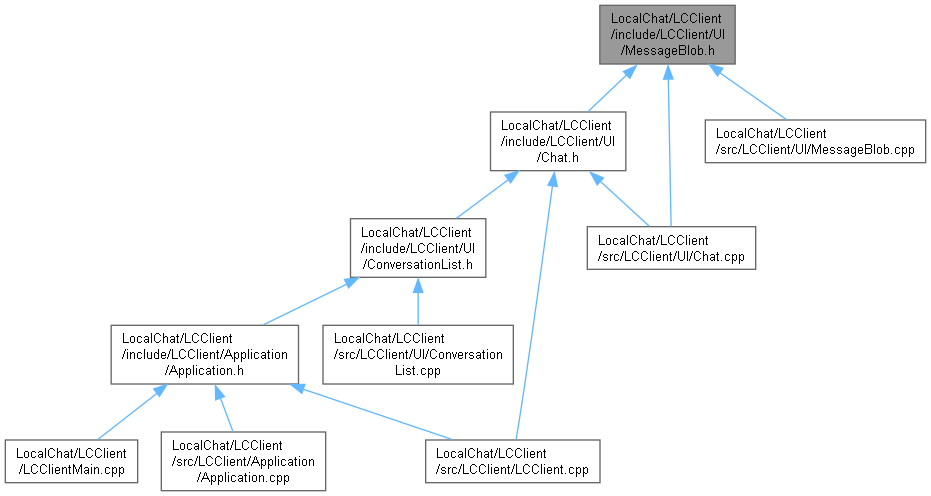 LocalChat/LCClient
/include/LCClient/UI
/MessageBlob.h
LocalChat/LCClient
/include/LCClient/UI
/Chat.h
LocalChat/LCClient
/src/LCClient/UI/MessageBlob.cpp
LocalChat/LCClient
/include/LCClient/UI
/ConversationList.h
LocalChat/LCClient
/src/LCClient/UI/Chat.cpp
LocalChat/LCClient
/include/LCClient/Application
/Application.h
LocalChat/LCClient
/src/LCClient/UI/Conversation
List.cpp
LocalChat/LCClient
/LCClientMain.cpp
LocalChat/LCClient
/src/LCClient/Application
/Application.cpp
LocalChat/LCClient
/src/LCClient/LCClient.cpp